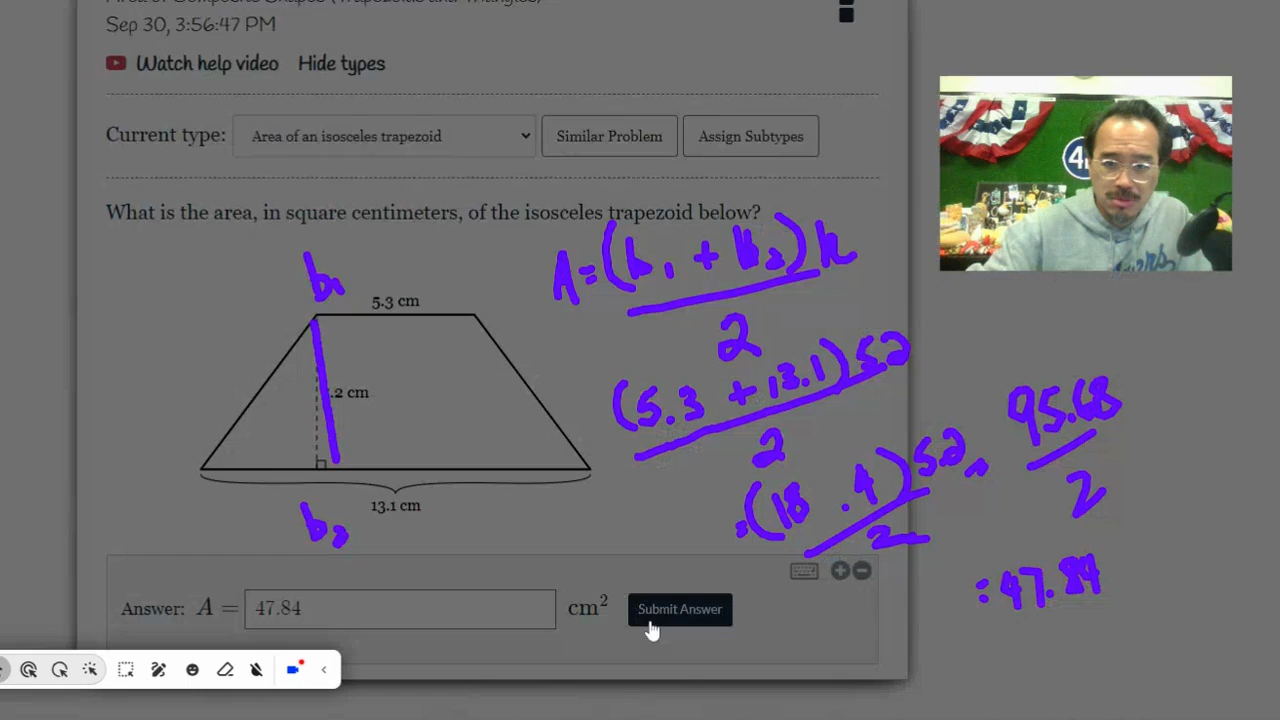 Sep 30, 3:56:47 PM
Watch help video Hide types
Current type: Area of an isosceles trapezoid Similar Problem Assign Subtypes
What is the area, in square centimeters, of the isosceles trapezoid below?
b₁
A=(b₁ + b₂)h
2
5.3 cm
(5.3 + 13.1)5.2
2
.2 cm
=(18.4)5.2
2
=
95.68
2
13.1 cm
b₂
=47.84
Answer: A = 47.84 cm² Submit Answer